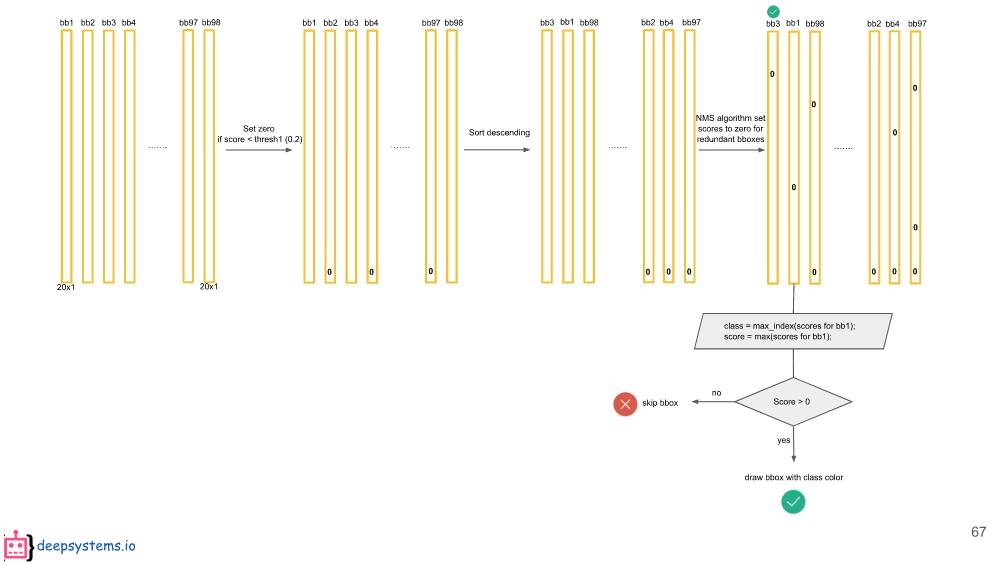 bb1 bb2 bb3 bb4 bb97 bb98
.......
20x1 20x1
Set zero
if score < thresh1 (0.2)
bb1 bb2 bb3 bb4 bb97 bb98
.......
0 0 0
Sort descending
bb3 bb1 bb98 bb2 bb4 bb97
.......
0 0 0
NMS algorithm set
scores to zero for
redundant bboxes
bb3 bb1 bb98 bb2 bb4 bb97
0
0
0
0
.......
0
0
0
0 0 0 0
class = max_index(scores for bb1);
score = max(scores for bb1);
Score > 0
no
skip bbox
yes
draw bbox with class color
67
deepsystems.io